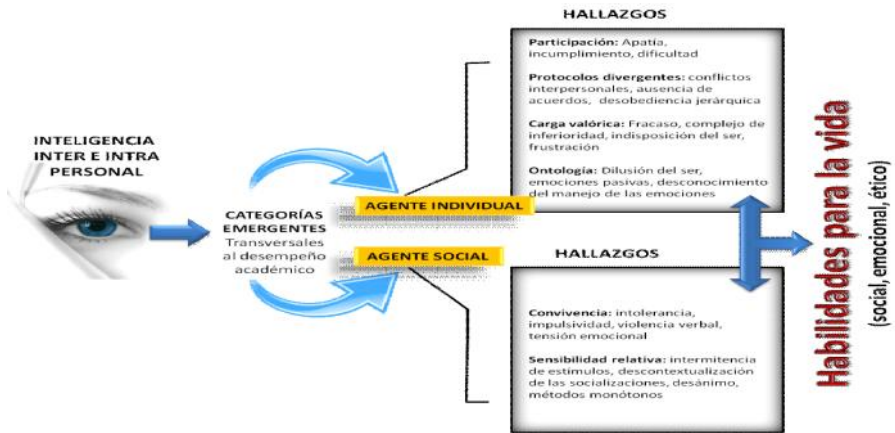 INTELIGENCIA
INTER E INTRA
PERSONAL
CATEGORÍAS
EMERGENTES
Transversales
al desempeño
académico
AGENTE INDIVIDUAL
AGENTE SOCIAL
HALLAZGOS
Participación: Apatía,
incumplimiento, dificultad
Protocolos divergentes: conflictos
interpersonales, ausencia de
acuerdos, desobediencia jerárquica
Carga valórica: Fracaso, complejo de
inferioridad, indisposición del ser,
frustración
Ontología: Dilusión del ser,
emociones pasivas, desconocimiento
del manejo de las emociones
HALLAZGOS
Convivencia: intolerancia,
impulsividad, violencia verbal,
tensión emocional
Sensibilidad relativa: intermitencia
de estímulos, descontextualización
de las socializaciones, desánimo,
métodos monótonos
Habilidades para la vida
(social, emocional, ético)